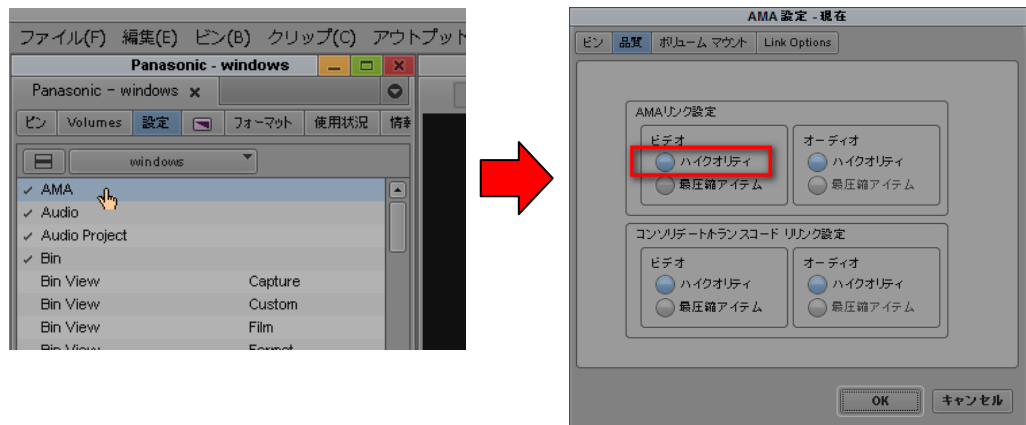 ファイル(F) 編集(E) ビン(B) クリップ(C) アウトプット
Panasonic - windows
Panasonic - windows x
ビン Volumes 設定 フォーマット 使用状況 情報
windows
✓ AMA
✓ Audio
✓ Audio Project
✓ Bin
Bin View Capture
Bin View Custom
Bin View Film
Bin View Format
AMA 設定 - 現在
ビン 品質 ボリューム マウント Link Options
AMAリンク設定
ビデオ
ハイクオリティ
最圧縮アイテム
オーディオ
ハイクオリティ
最圧縮アイテム
コンソリデート/トランスコード リリンク設定
ビデオ
ハイクオリティ
最圧縮アイテム
オーディオ
ハイクオリティ
最圧縮アイテム
OK キャンセル